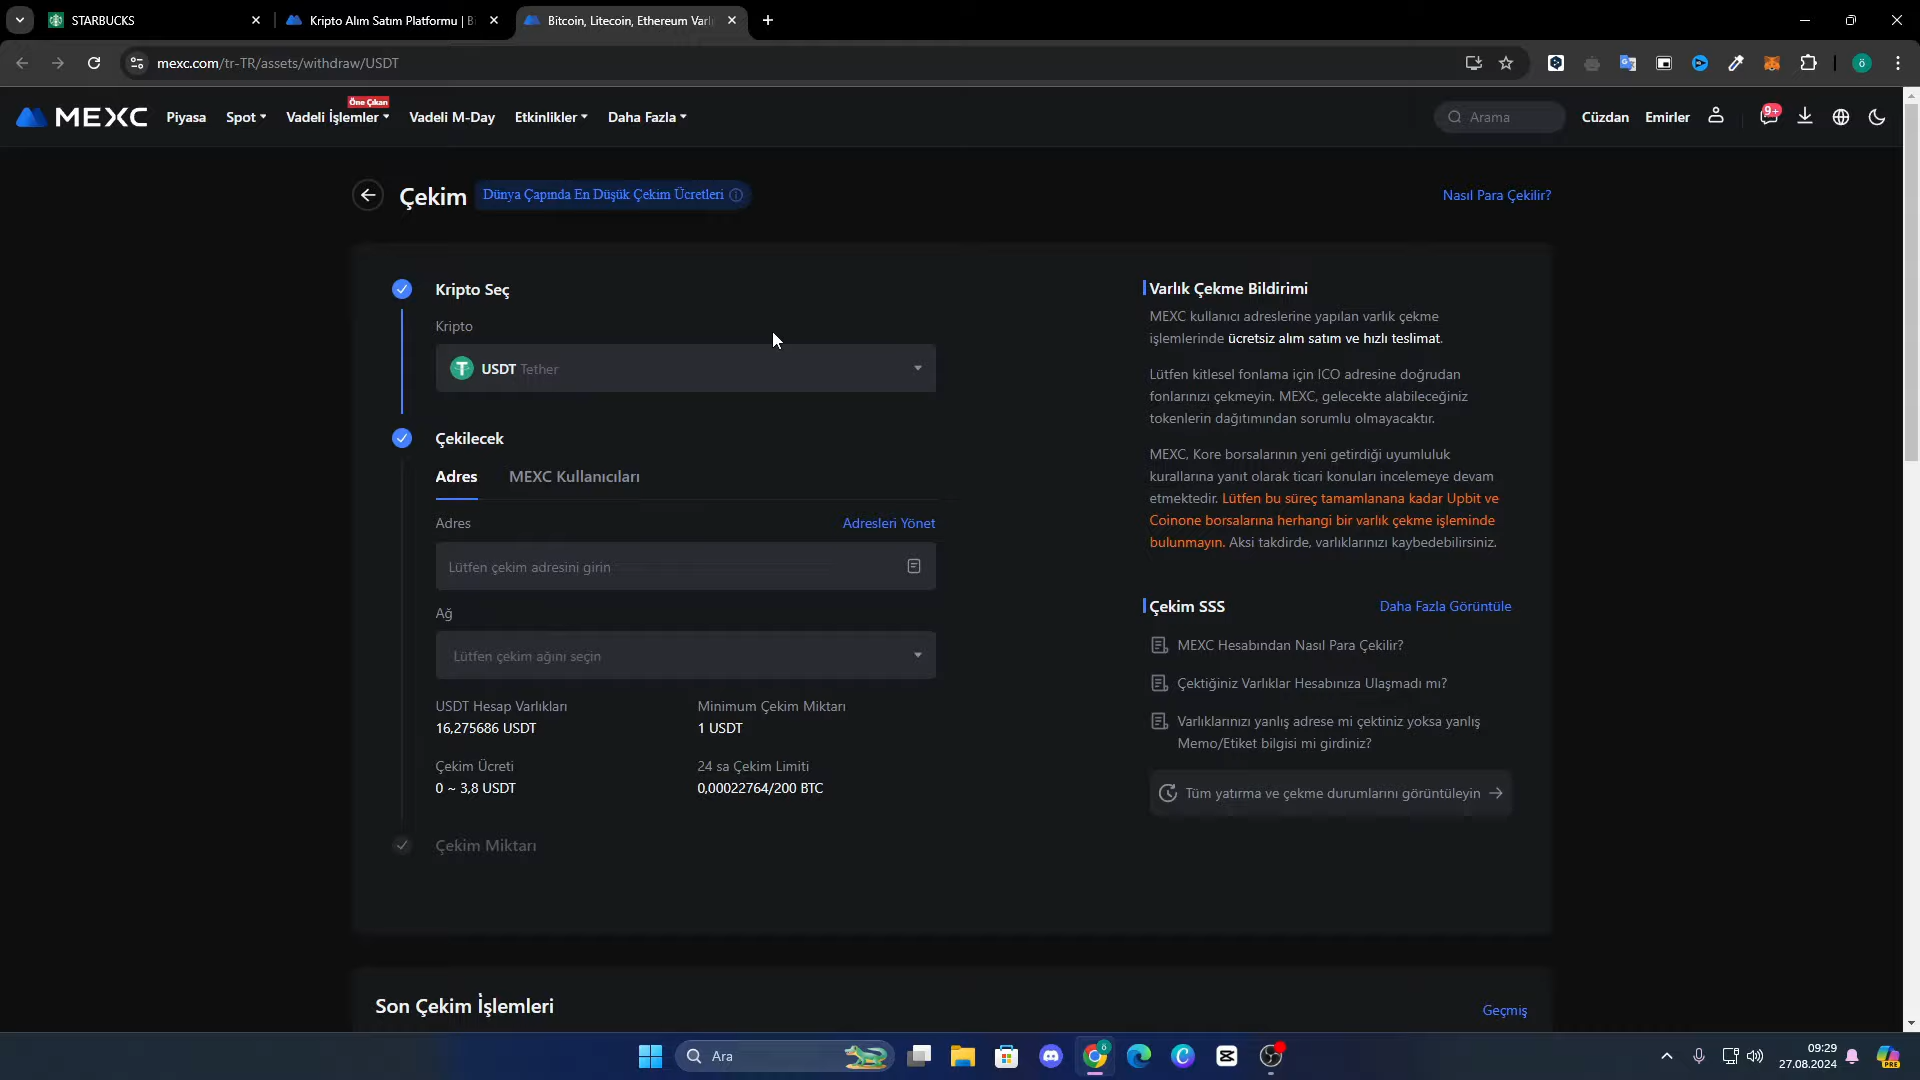 STARBUCKS
Kripto Alım Satım Platformu | B
Bitcoin, Litecoin, Ethereum Varlı
mexc.com/tr-TR/assets/withdraw/USDT
ö
MEXC
Piyasa
Spot
Vadeli İşlemler
Öne Çıkan
Vadeli M-Day
Etkinlikler
Daha Fazla
Arama
Cüzdan
Emirler
9+
Çekim
Dünya Çapında En Düşük Çekim Ücretleri
Nasıl Para Çekilir?
Kripto Seç
Kripto
USDT Tether
Çekilecek
Adres
MEXC Kullanıcıları
Adres
Adresleri Yönet
Lütfen çekim adresini girin
Ağ
Lütfen çekim ağını seçin
USDT Hesap Varlıkları
16,275686 USDT
Minimum Çekim Miktarı
1 USDT
Çekim Ücreti
0 ~ 3,8 USDT
24 sa Çekim Limiti
0,00022764/200 BTC
Çekim Miktarı
Varlık Çekme Bildirimi
MEXC kullanıcı adreslerine yapılan varlık çekme
işlemlerinde ücretsiz alım satım ve hızlı teslimat.
Lütfen kitlesel fonlama için ICO adresine doğrudan
fonlarınızı çekmeyin. MEXC, gelecekte alabileceğiniz
tokenlerin dağıtımından sorumlu olmayacaktır.
MEXC, Kore borsalarının yeni getirdiği uyumluluk
kurallarına yanıt olarak ticari konuları incelemeye devam
etmektedir. Lütfen bu süreç tamamlanana kadar Upbit ve
Coinone borsalarına herhangi bir varlık çekme işleminde
bulunmayın. Aksi takdirde, varlıklarınızı kaybedebilirsiniz.
Çekim SSS
Daha Fazla Görüntüle
MEXC Hesabından Nasıl Para Çekilir?
Çektiğiniz Varlıklar Hesabınıza Ulaşmadı mı?
Varlıklarınızı yanlış adrese mi çektiniz yoksa yanlış
Memo/Etiket bilgisi mi girdiniz?
Tüm yatırma ve çekme durumlarını görüntüleyin
Son Çekim İşlemleri
Geçmiş
Ara
09:29
27.08.2024
PRE